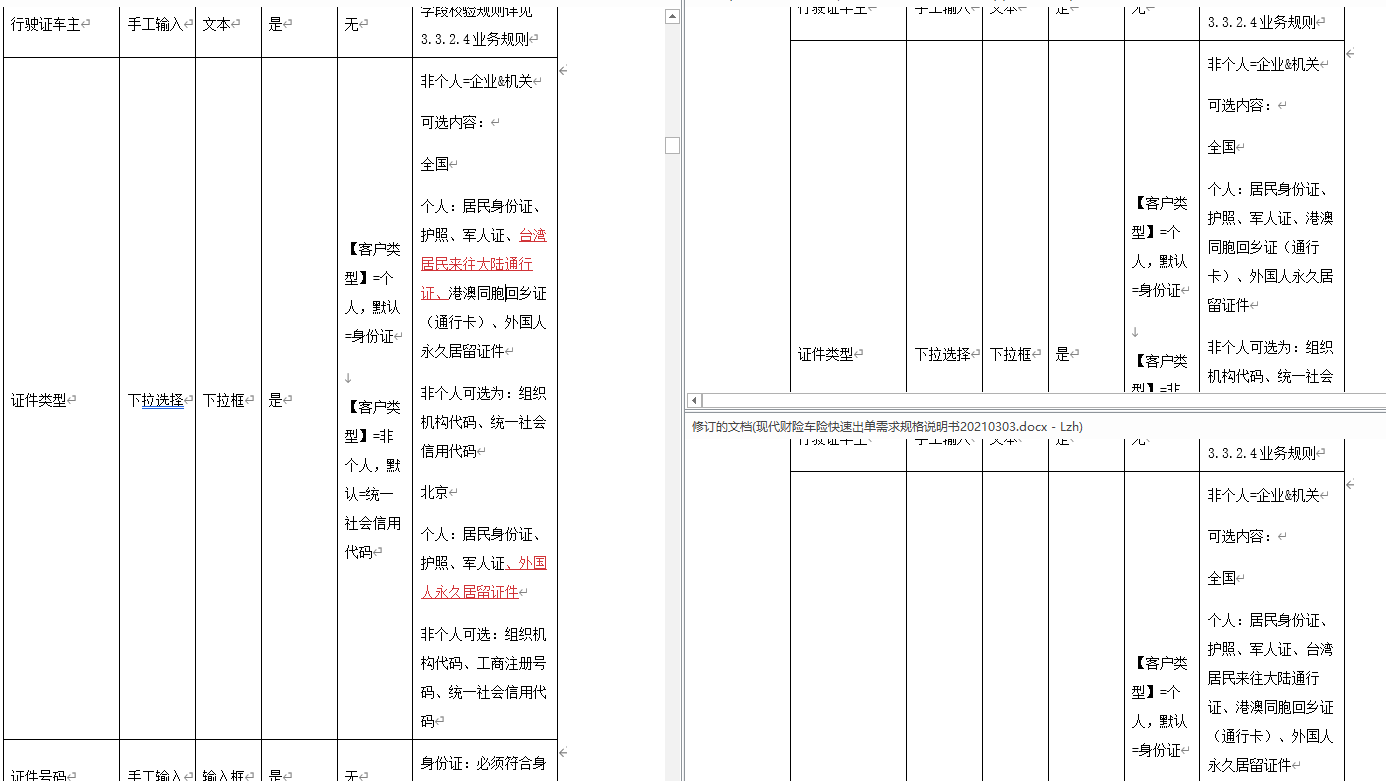 行驶证车主 手工输入 文本 是 无 字段校验规则详见
3.3.2.4业务规则
非个人=企业&机关
可选内容：
全国
个人：居民身份证、
护照、军人证、台湾
居民来往大陆通行
证、港澳同胞回乡证
（通行卡）、外国人
永久居留证件
非个人可选为：组织
机构代码、统一社会
信用代码
北京
个人：居民身份证、
护照、军人证、外国
人永久居留证件
非个人可选：组织机
构代码、工商注册号
码、统一社会信用代
码
证件类型 下拉选择 下拉框 是
【客户类
型】=个
人，默认
=身份证
【客户类
型】=非
个人，默
认=统一
社会信用
代码
证件号码 手工输入 输入框 是 无 身份证：必须符合身
行驶证车主 手工输入 文本 是 无
3.3.2.4业务规则
非个人=企业&机关
可选内容：
全国
个人：居民身份证、
护照、军人证、港澳
同胞回乡证（通行
卡）、外国人永久居
留证件
非个人可选为：组织
机构代码、统一社会
证件类型 下拉选择 下拉框 是
【客户类
型】=个
人，默认
=身份证
【客户类
型】=非
修订的文档(现代财险车险快速出单需求规格说明书20210303.docx - Lzh)
行驶证车主 手工输入 文本 是 无
3.3.2.4业务规则
非个人=企业&机关
可选内容：
全国
个人：居民身份证、
护照、军人证、台湾
居民来往大陆通行
证、港澳同胞回乡证
（通行卡）、外国人
永久居留证件
【客户类
型】=个
人，默认
=身份证